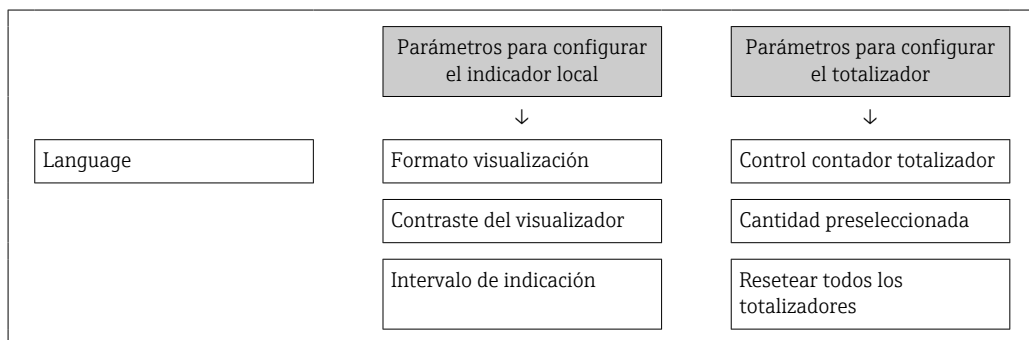 Parámetros para configurar
el indicador local
Parámetros para configurar
el totalizador
↓
↓
Language
Formato visualización
Control contador totalizador
Contraste del visualizador
Cantidad preseleccionada
Intervalo de indicación
Resetear todos los
totalizadores